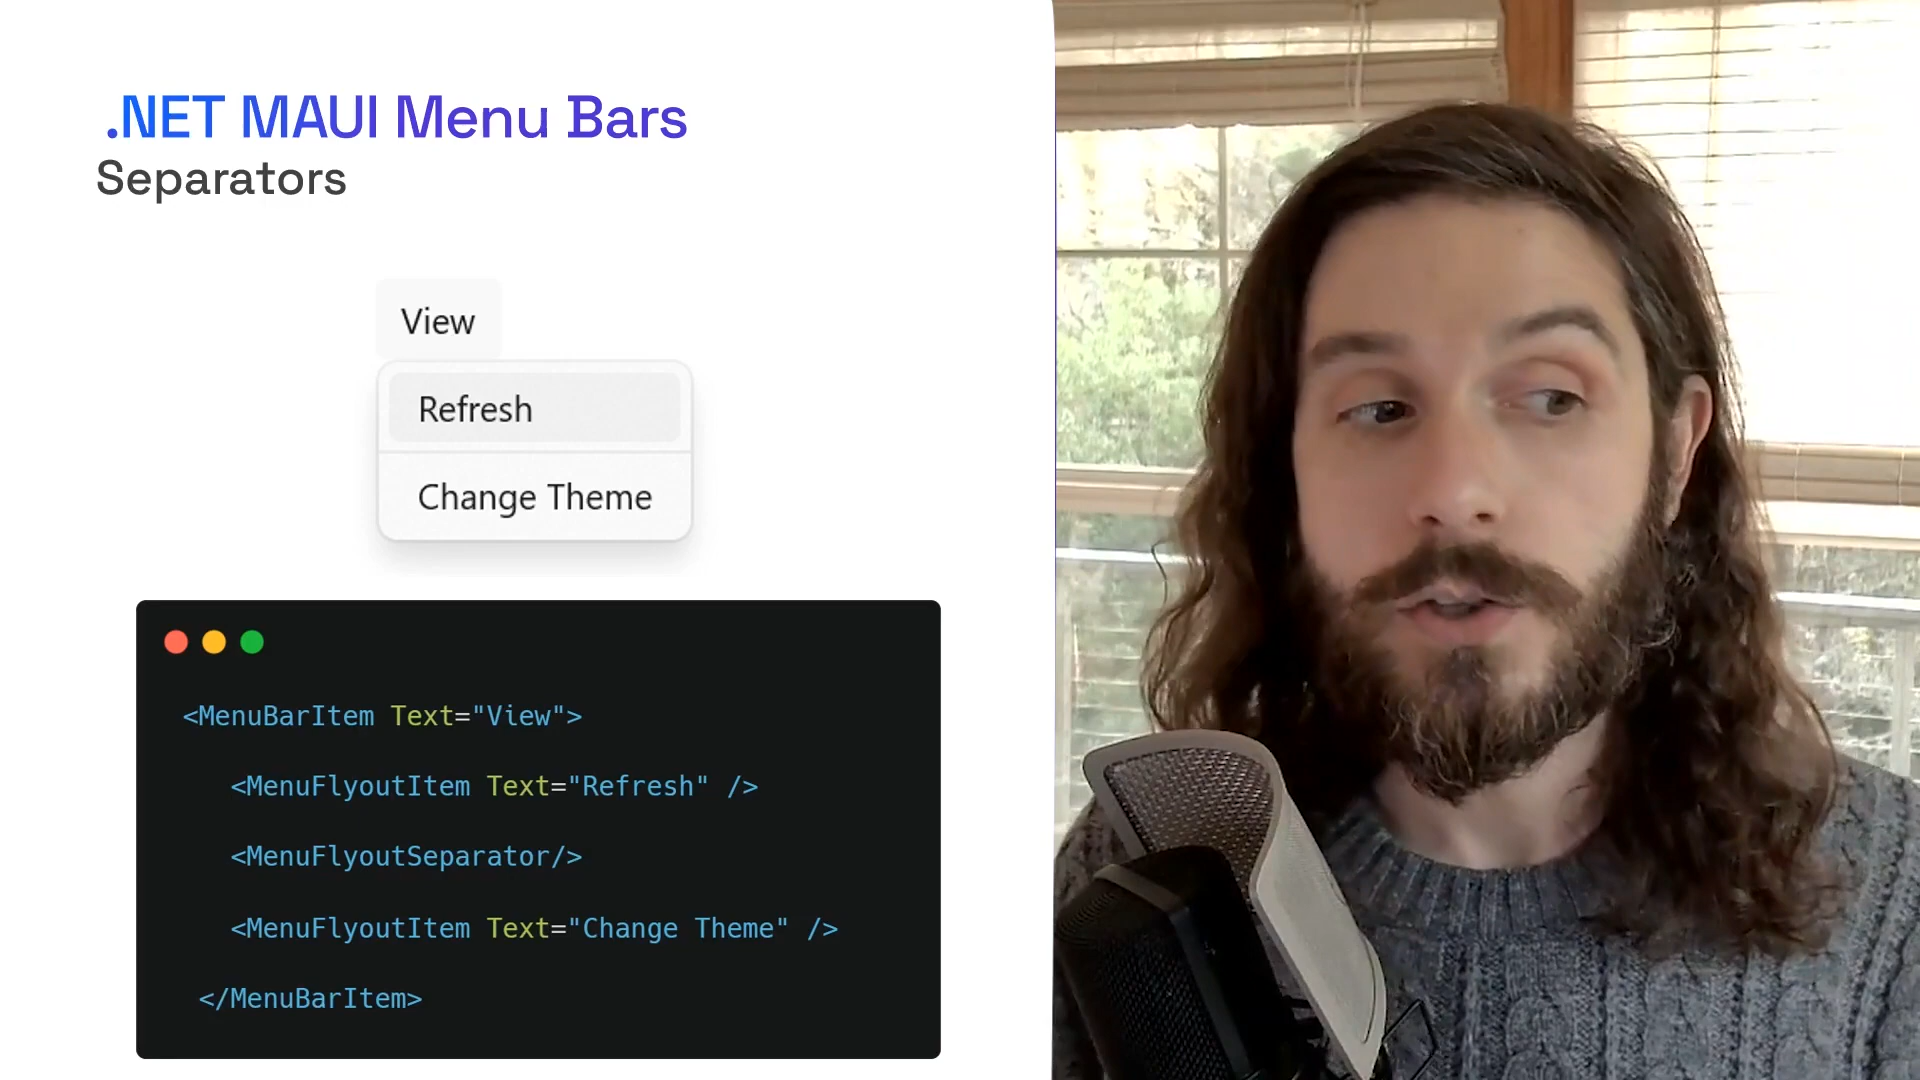 .NET MAUI Menu Bars
Separators
View
Refresh
Change Theme
<MenuBarItem Text="View">
<MenuFlyoutItem Text="Refresh" />
<MenuFlyoutSeparator/>
<MenuFlyoutItem Text="Change Theme" />
</MenuBarItem>